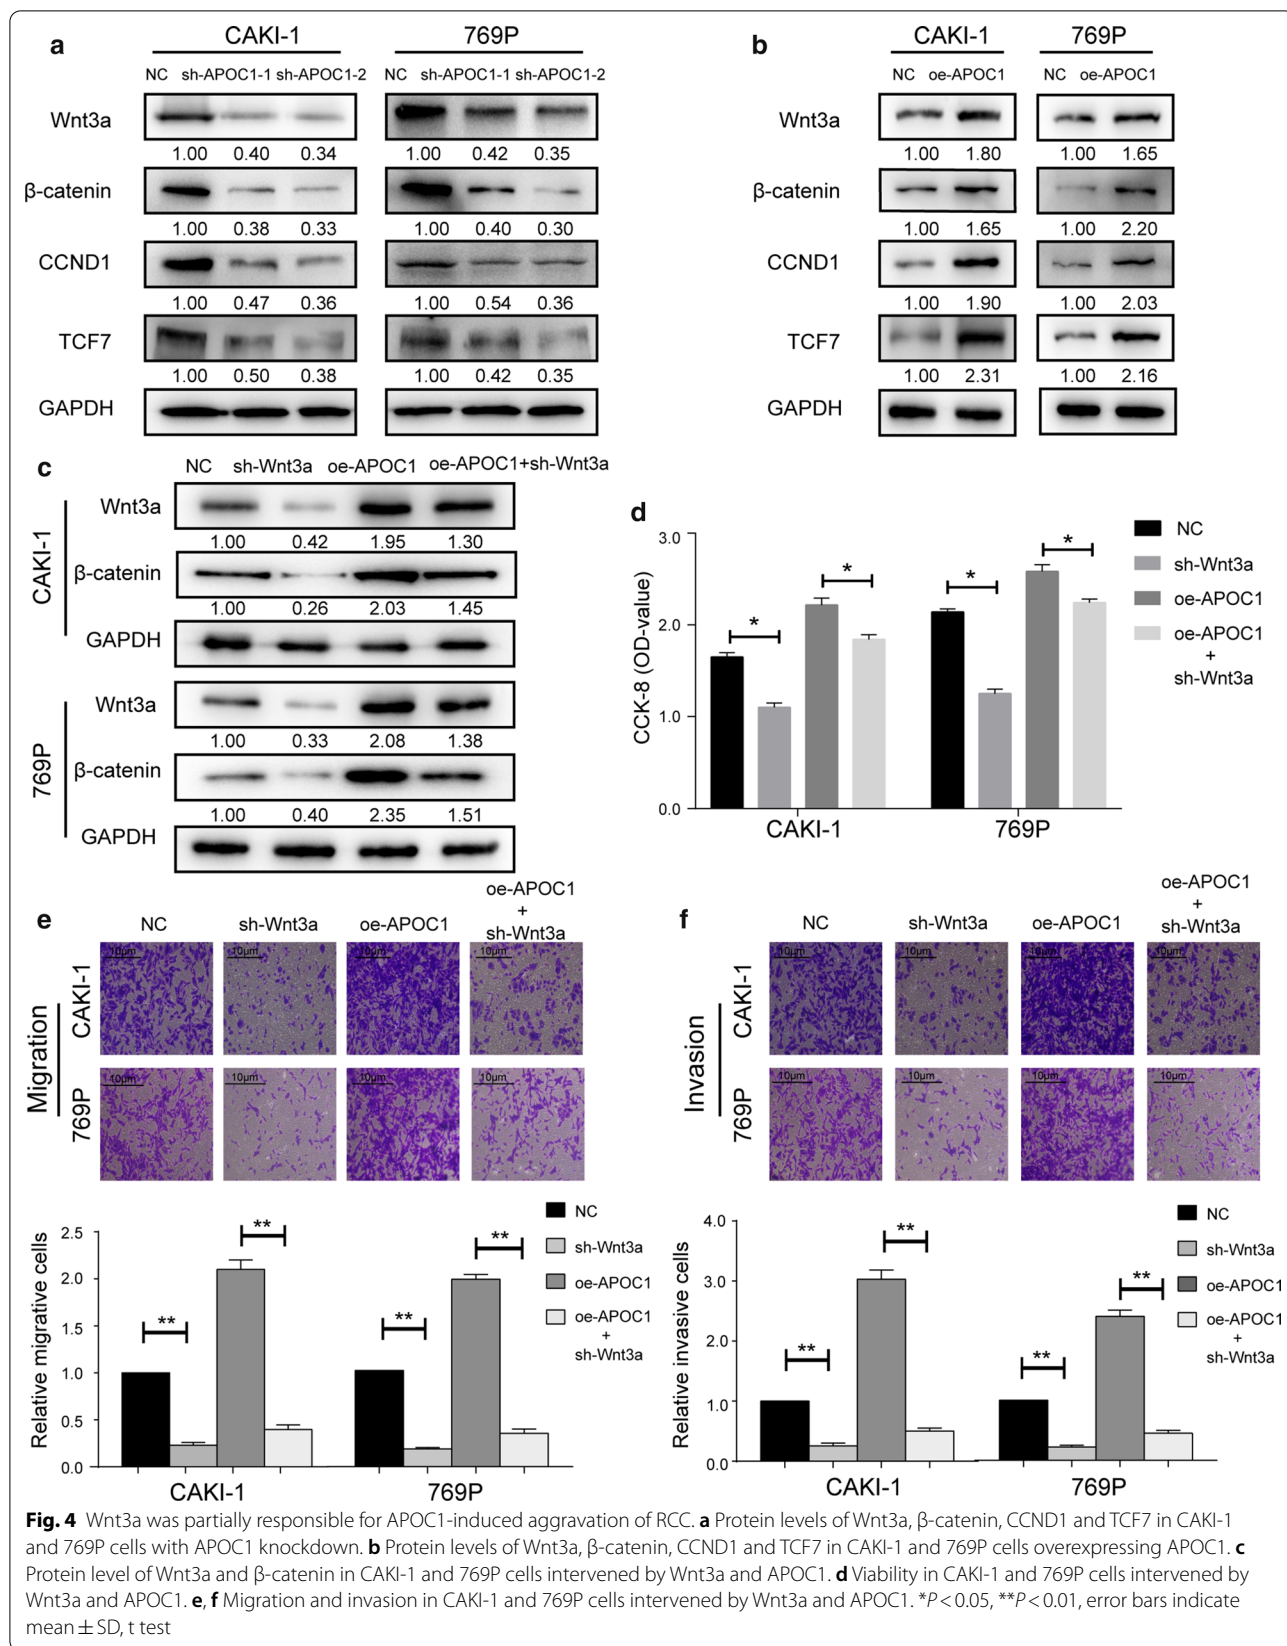 a
CAKI-1 769P
NC sh-APOC1-1 sh-APOC1-2 NC sh-APOC1-1 sh-APOC1-2
Wnt3a
1.00 0.40 0.34 1.00 0.42 0.35
β-catenin
1.00 0.38 0.33 1.00 0.40 0.30
CCND1
1.00 0.47 0.36 1.00 0.54 0.36
TCF7
1.00 0.50 0.38 1.00 0.42 0.35
GAPDH
b
CAKI-1 769P
NC oe-APOC1 NC oe-APOC1
Wnt3a
1.00 1.80 1.00 1.65
β-catenin
1.00 1.65 1.00 2.20
CCND1
1.00 1.90 1.00 2.03
TCF7
1.00 2.31 1.00 2.16
GAPDH
c
NC sh-Wnt3a oe-APOC1 oe-APOC1+sh-Wnt3a
CAKI-1
Wnt3a
1.00 0.42 1.95 1.30
β-catenin
1.00 0.26 2.03 1.45
GAPDH
769P
Wnt3a
1.00 0.33 2.08 1.38
β-catenin
1.00 0.40 2.35 1.51
GAPDH
d
CCK-8 (OD-value)
3.0
2.0
1.0
0.0
* * * *
CAKI-1 769P
NC
sh-Wnt3a
oe-APOC1
oe-APOC1
+
sh-Wnt3a
e
NC sh-Wnt3a oe-APOC1 oe-APOC1
+
sh-Wnt3a
Migration
CAKI-1
10μm 10μm 10μm 10μm
769P
10μm 10μm 10μm 10μm
Relative migrative cells
2.5
2.0
1.5
1.0
0.5
0.0
** ** ** **
CAKI-1 769P
NC
sh-Wnt3a
oe-APOC1
oe-APOC1
+
sh-Wnt3a
f
NC sh-Wnt3a oe-APOC1 oe-APOC1
+
sh-Wnt3a
Invasion
CAKI-1
10μm 10μm 10μm 10μm
769P
10μm 10μm 10μm 10μm
Relative invasive cells
4.0
3.0
2.0
1.0
0.0
** ** ** **
CAKI-1 769P
NC
sh-Wnt3a
oe-APOC1
oe-APOC1
+
sh-Wnt3a
Fig. 4 Wnt3a was partially responsible for APOC1-induced aggravation of RCC. a Protein levels of Wnt3a, β-catenin, CCND1 and TCF7 in CAKI-1
and 769P cells with APOC1 knockdown. b Protein levels of Wnt3a, β-catenin, CCND1 and TCF7 in CAKI-1 and 769P cells overexpressing APOC1. c
Protein level of Wnt3a and β-catenin in CAKI-1 and 769P cells intervened by Wnt3a and APOC1. d Viability in CAKI-1 and 769P cells intervened by
Wnt3a and APOC1. e, f Migration and invasion in CAKI-1 and 769P cells intervened by Wnt3a and APOC1. *P < 0.05, **P < 0.01, error bars indicate
mean ± SD, t test